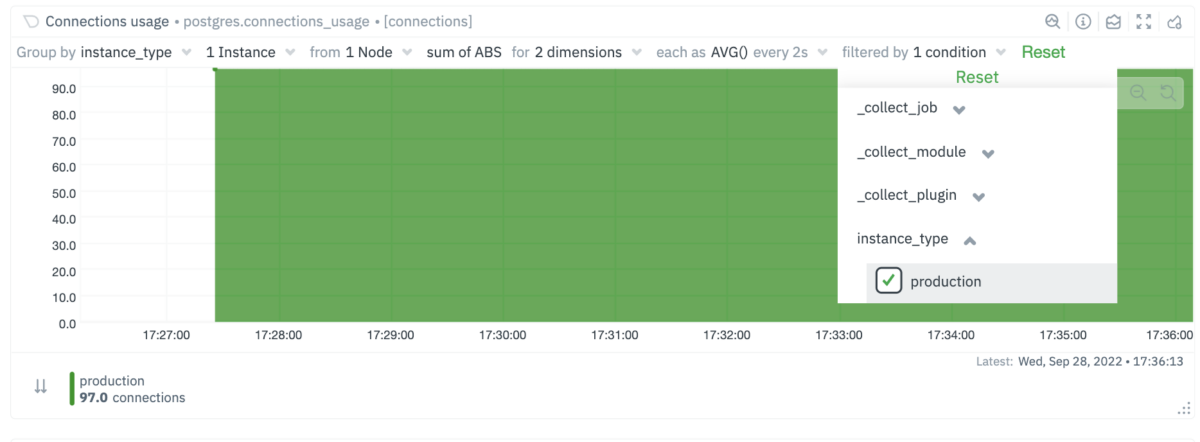 Connections usage • postgres.connections_usage • [connections]
Group by instance_type 1 Instance from 1 Node sum of ABS for 2 dimensions each as AVG() every 2s filtered by 1 condition Reset
Reset
_collect_job
_collect_module
_collect_plugin
instance_type
production
90.0
80.0
70.0
60.0
50.0
40.0
30.0
20.0
10.0
0.0
17:27:00 17:28:00 17:29:00 17:30:00 17:31:00 17:32:00 17:33:00 17:34:00 17:35:00 17:36:00
Latest: Wed, Sep 28, 2022 • 17:36:13
production
97.0 connections